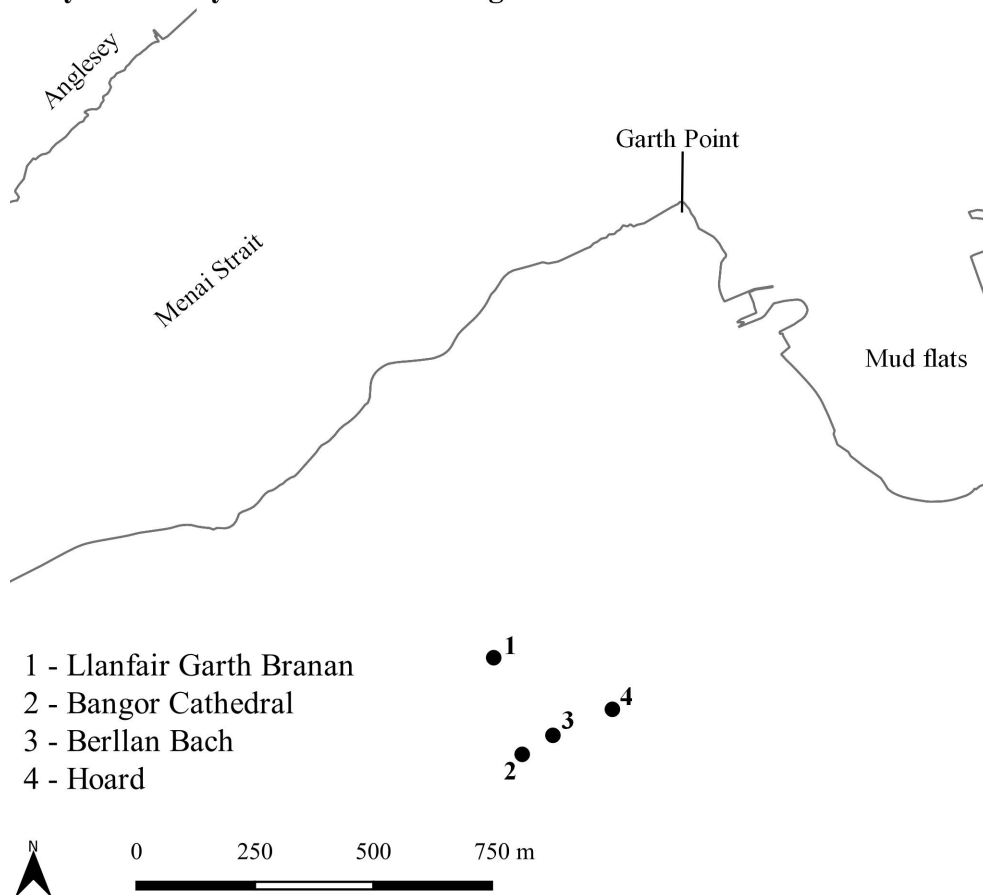 Anglesey
Garth Point
Menai Strait
Mud flats
1
4
3
2
1 - Llanfair Garth Branan
2 - Bangor Cathedral
3 - Berllan Bach
4 - Hoard
N
0 250 500 750 m